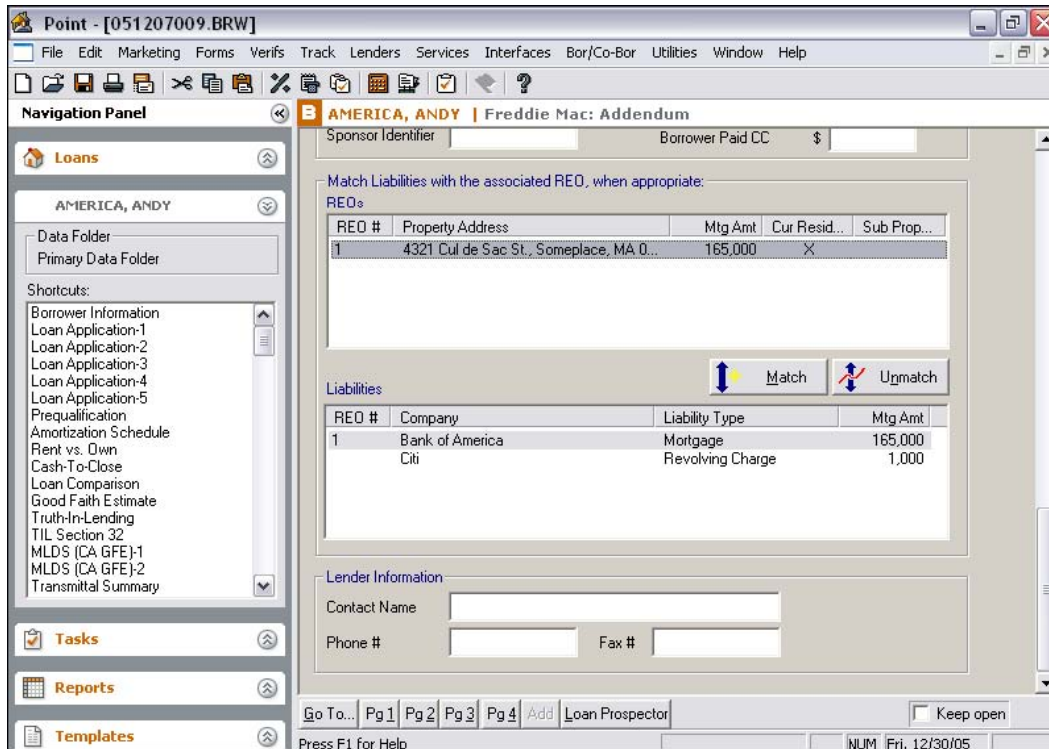 Point - [051207009.BRW]
File Edit Marketing Forms Verifs Track Lenders Services Interfaces Bor/Co-Bor Utilities Window Help
Navigation Panel
B AMERICA, ANDY | Freddie Mac: Addendum
Loans
AMERICA, ANDY
Data Folder
Primary Data Folder
Shortcuts:
Borrower Information
Loan Application-1
Loan Application-2
Loan Application-3
Loan Application-4
Loan Application-5
Prequalification
Amortization Schedule
Rent vs. Own
Cash-To-Close
Loan Comparison
Good Faith Estimate
Truth-In-Lending
TIL Section 32
MLDS (CA GFE)-1
MLDS (CA GFE)-2
Transmittal Summary
Tasks
Reports
Templates
Sponsor Identifier Borrower Paid CC $
Match Liabilities with the associated REO, when appropriate:
REOs
REO # Property Address Mtg Amt Cur Resid... Sub Prop...
1 4321 Cul de Sac St., Someplace, MA 0... 165,000 X
Match Unmatch
Liabilities
REO # Company Liability Type Mtg Amt
1 Bank of America Mortgage 165,000
Citi Revolving Charge 1,000
Lender Information
Contact Name
Phone # Fax #
Go To... Pg 1 Pg 2 Pg 3 Pg 4 Add Loan Prospector Keep open
Press F1 for Help NUM Fri, 12/30/05